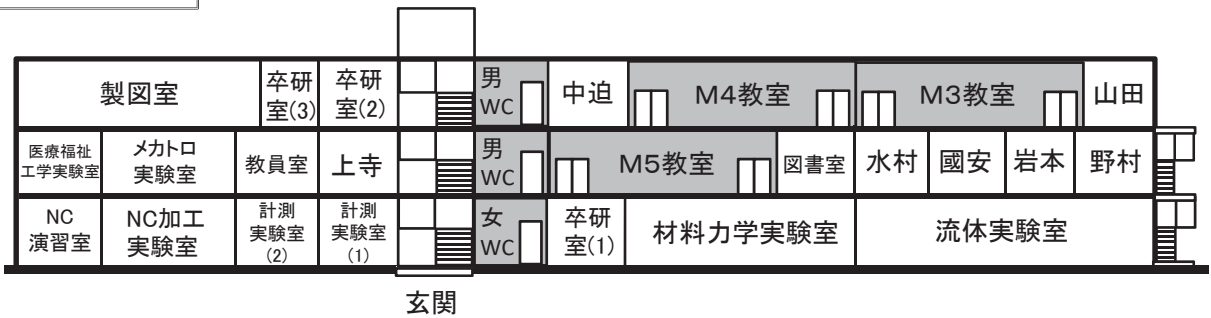 製図室
卒研
室(3)
卒研
室(2)
男
WC
中迫
M4教室
M3教室
山田
医療福祉
工学実験室
メカトロ
実験室
教員室
上寺
男
WC
M5教室
図書室
水村
國安
岩本
野村
NC
演習室
NC加工
実験室
計測
実験室
(2)
計測
実験室
(1)
女
WC
卒研
室(1)
材料力学実験室
流体実験室
玄関